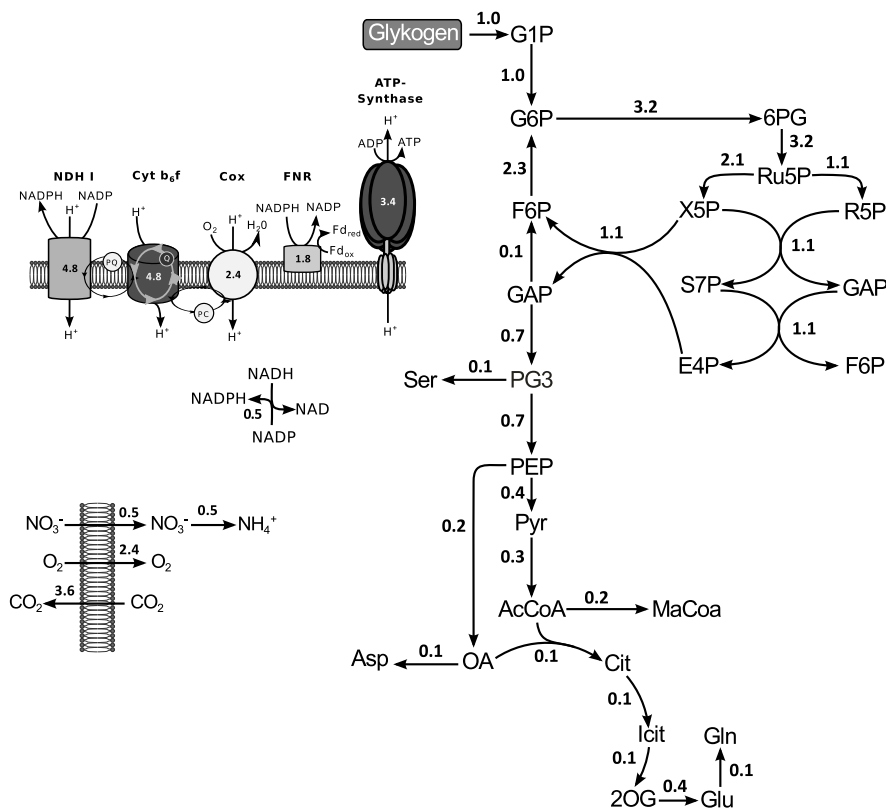 Glykogen 1.0 G1P
1.0
G6P 3.2 6PG
3.2
2.1 Ru5P 1.1
2.3
F6P X5P R5P
1.1 1.1
0.1
GAP S7P GAP
0.7 1.1
E4P F6P
Ser 0.1 PG3
0.7
PEP
0.4
0.2 Pyr
0.3
AcCoA 0.2 MaCoa
Asp 0.1 OA 0.1 Cit
0.1
Icit Gln
0.1 0.1
2OG 0.4 Glu
ATP-
Synthase
H⁺
ADP ATP
3.4
H⁺
NDH I Cyt b₆f Cox FNR
NADPH H⁺ NADP H⁺ O₂ H⁺ H₂0 NADPH NADP
Fd_red
Fd_ox
4.8 PQ Q 4.8 2.4 1.8
PC
H⁺ H⁺ H⁺
NADH
NADPH NAD
0.5
NADP
NO₃⁻ 0.5 NO₃⁻ 0.5 NH₄⁺
O₂ 2.4 O₂
CO₂ 3.6 CO₂